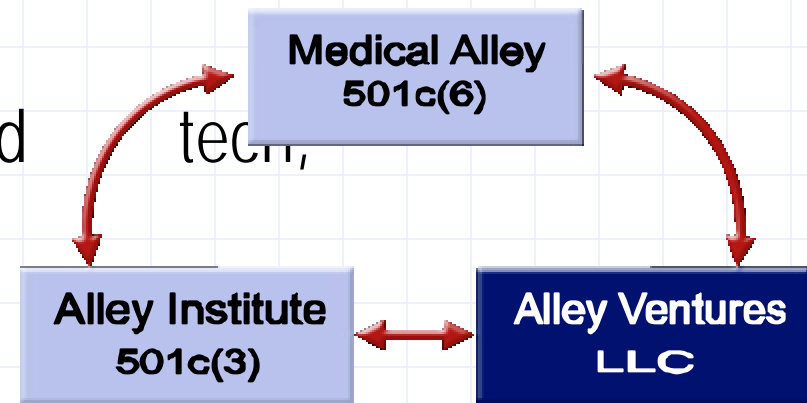 Medical Alley
501c(6)
d tech,
Alley Institute
501c(3)
Alley Ventures
LLC